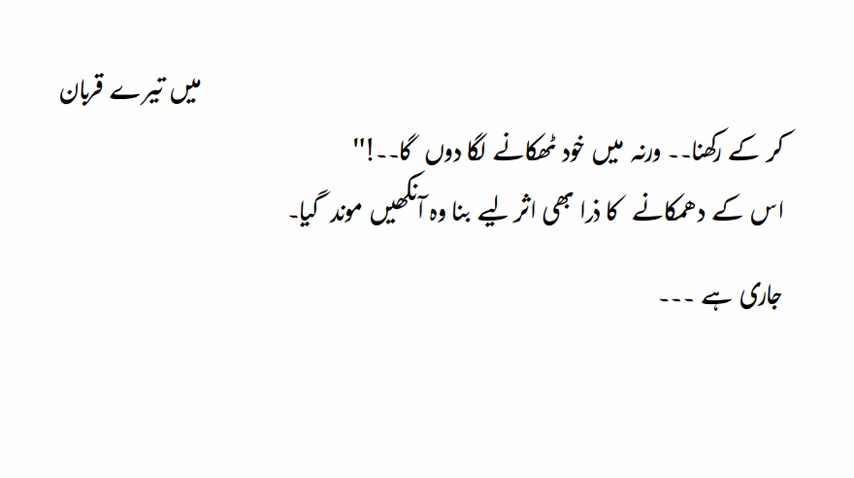 میں تیرے قربان
کر کے رکھنا۔۔ ورنہ میں خود ٹھکانے لگا دوں گا۔۔!"
اس کے دھمکانے کا ذرا بھی اثر لیے بنا وہ آنکھیں موند گیا۔
جاری ہے ۔۔۔